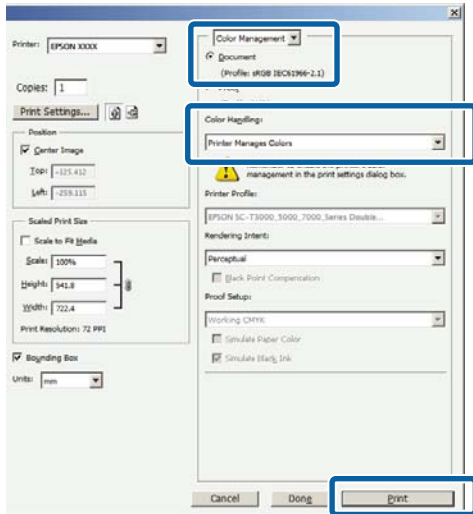 Printer: EPSON XXXX
Copies: 1
Print Settings...
Position
Center Image
Top: -125.412
Left: -259.115
Scaled Print Size
Scale to Fit Media
Scale: 100%
Height: 541.8
Width: 722.4
Print Resolution: 72 PPI
Bounding Box
Units: mm
Color Management
Document
(Profile: sRGB IEC61966-2.1)
Color Handling:
Printer Manages Colors
management in the print settings dialog box.
Printer Profile:
EPSON SC-T3000_5000_7000_Series Double...
Rendering Intent:
Perceptual
Black Point Compensation
Proof Setup:
Working CMYK
Simulate Paper Color
Simulate Black Ink
Cancel
Done
Print